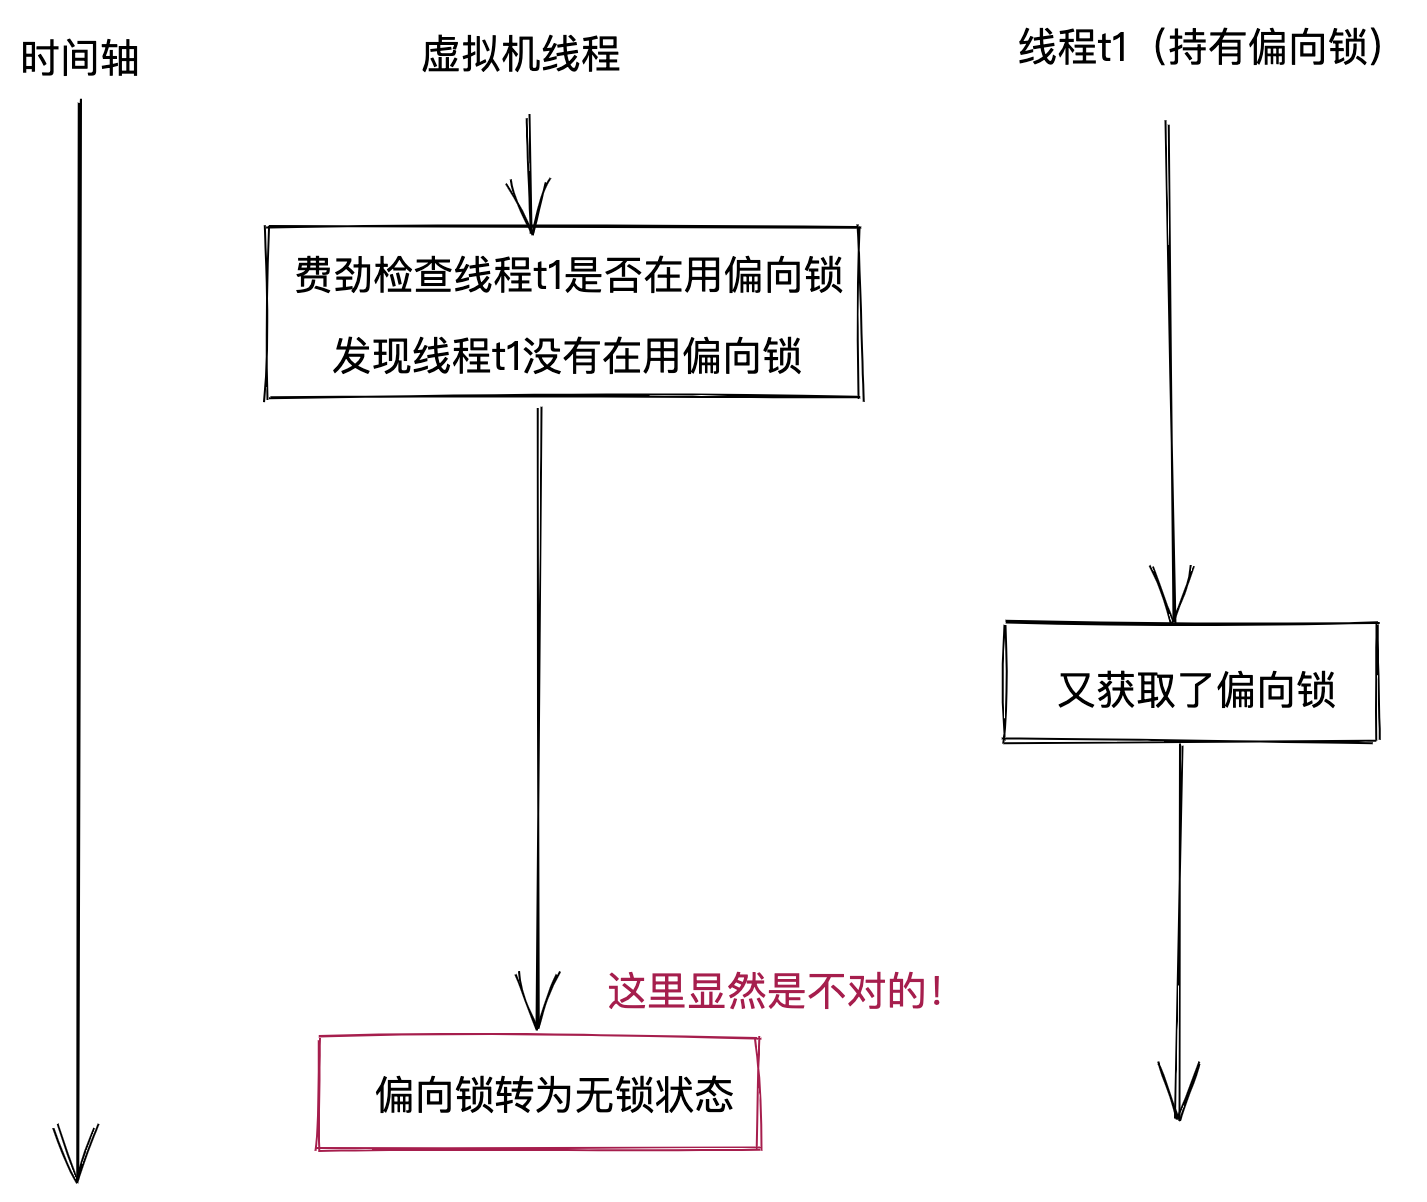 时间轴
虚拟机线程
线程t1（持有偏向锁）
费劲检查线程t1是否在用偏向锁
发现线程t1没有在用偏向锁
又获取了偏向锁
这里显然是不对的！
偏向锁转为无锁状态